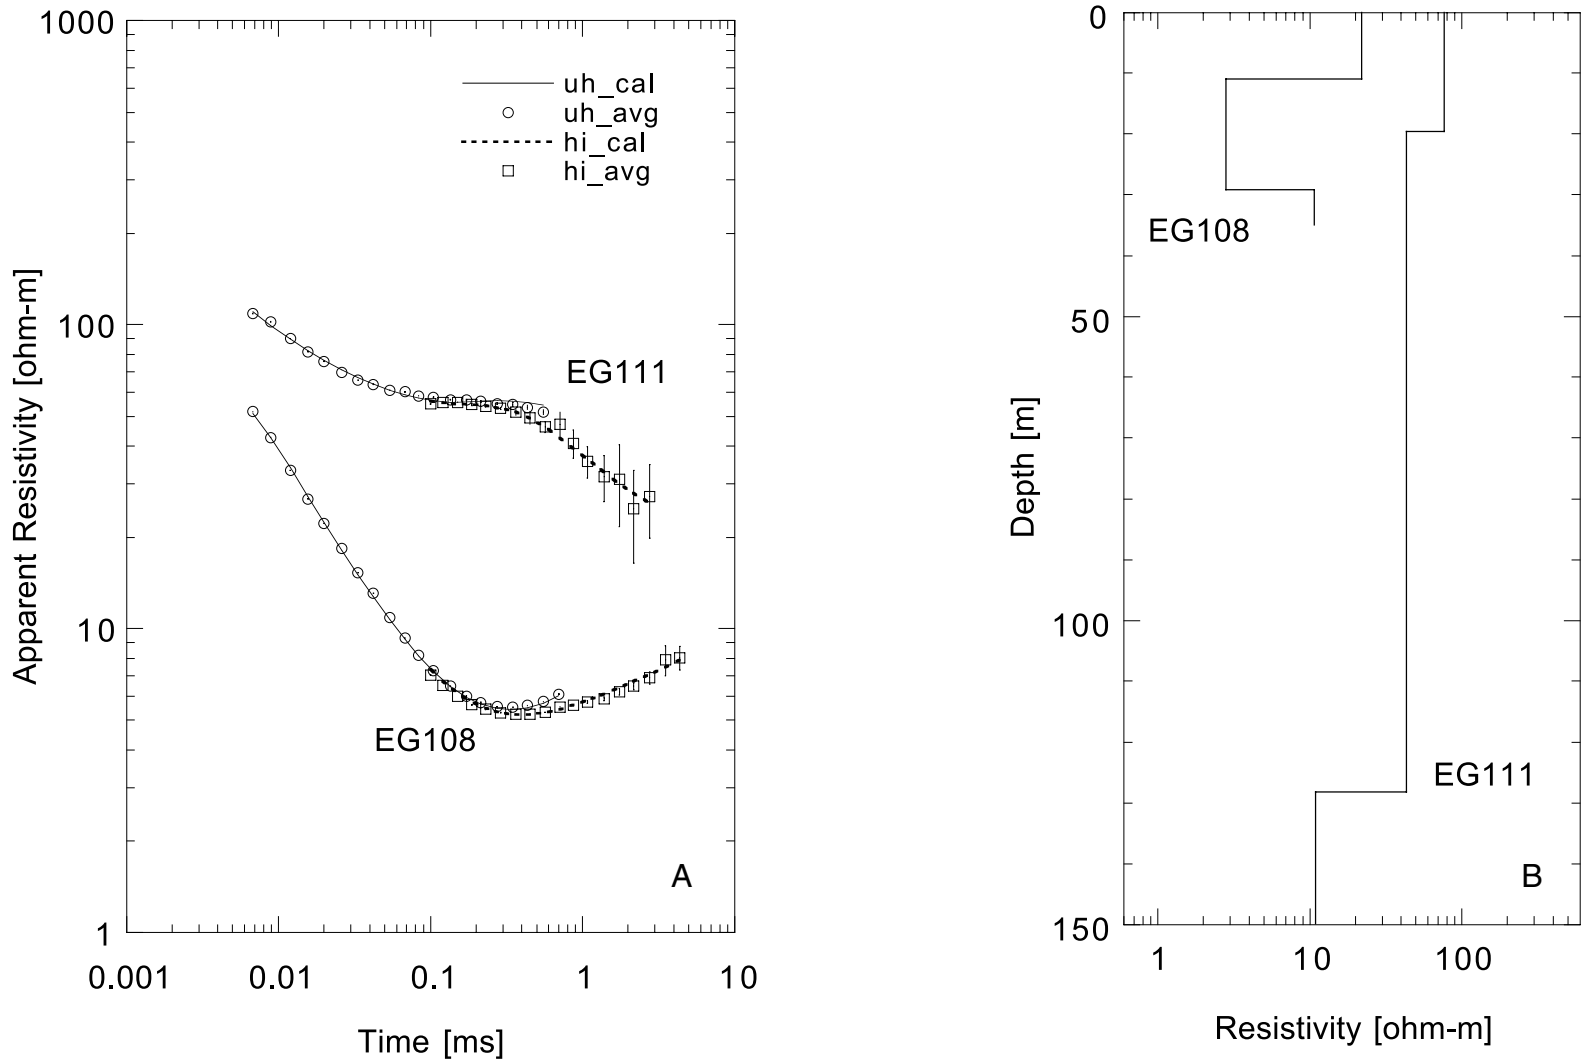 1000
100
10
1
Apparent Resistivity [ohm-m]
uh_cal
uh_avg
hi_cal
hi_avg
EG111
EG108
A
0.001 0.01 0.1 1 10
Time [ms]
0
50
100
150
Depth [m]
EG108
EG111
B
1 10 100
Resistivity [ohm-m]